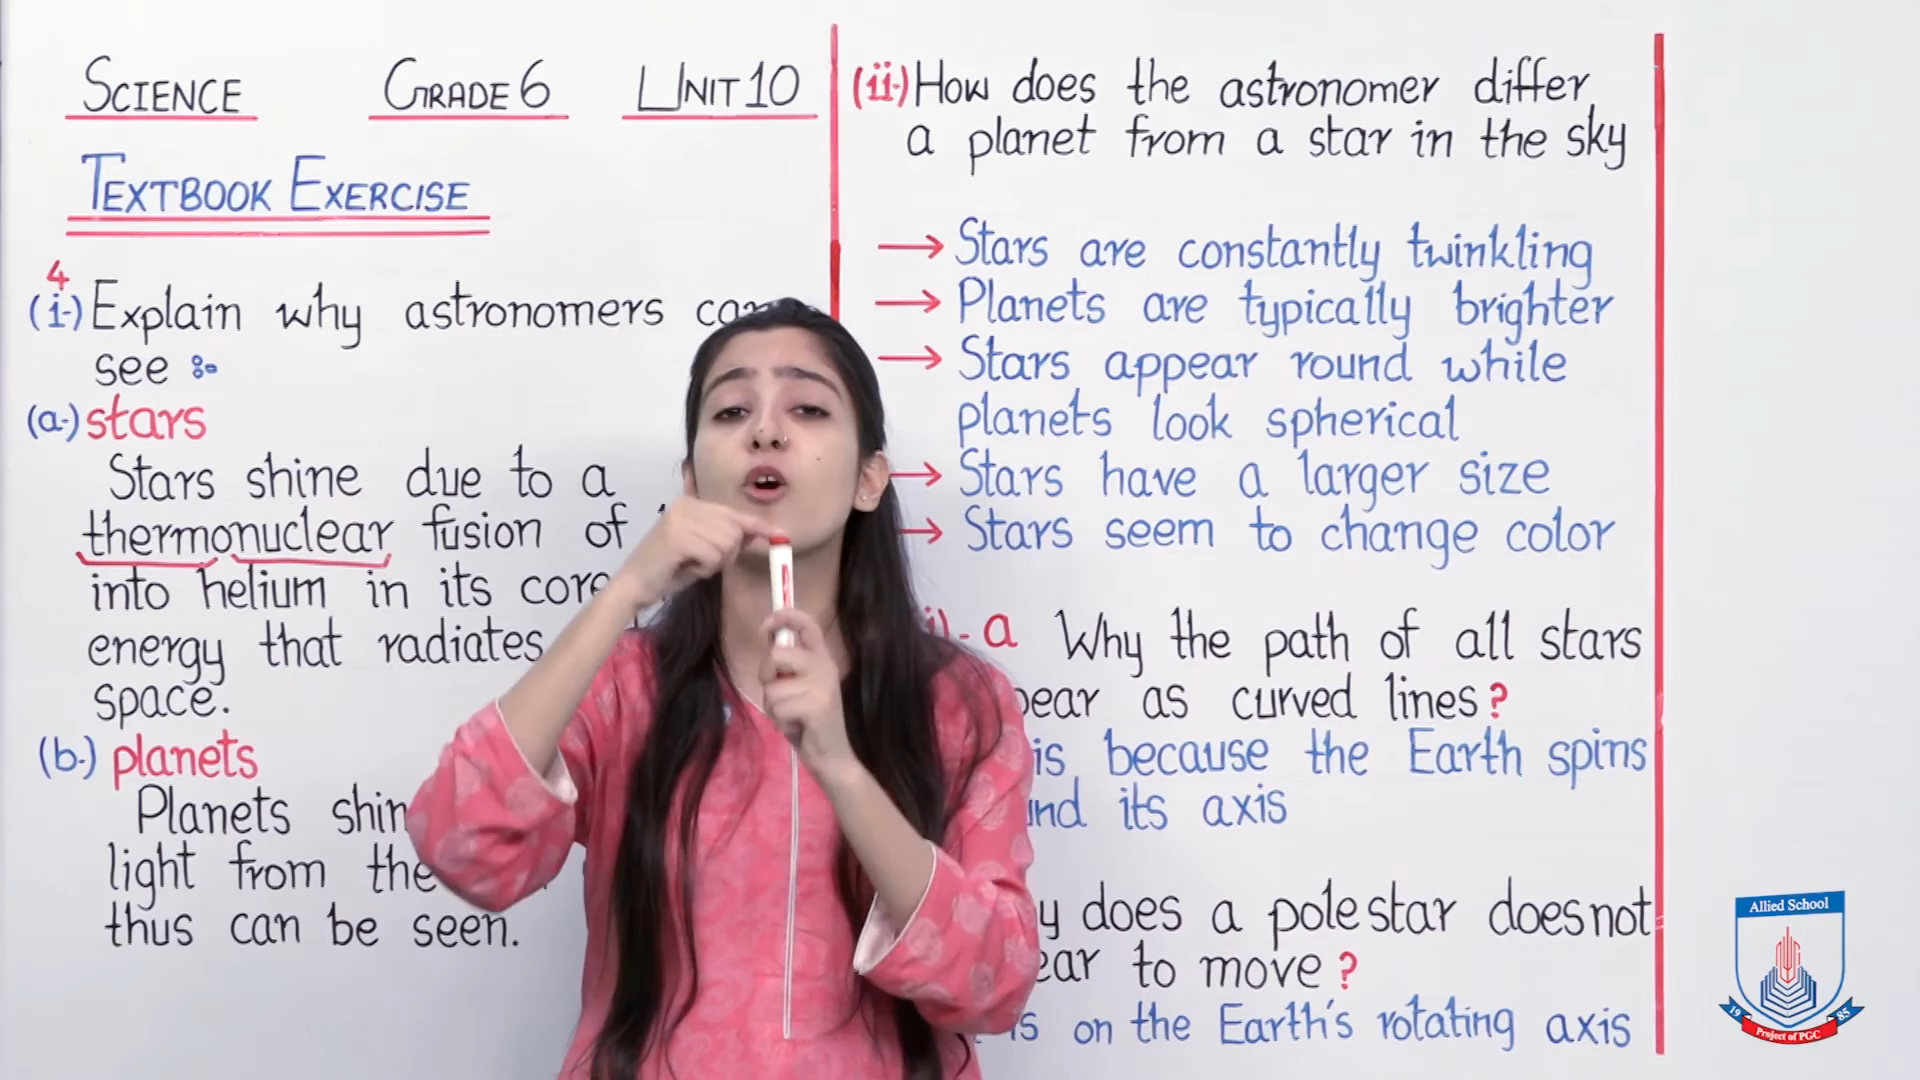 SCIENCE GRADE 6 UNIT 10
TEXTBOOK EXERCISE
4
(i-) Explain why astronomers can
see :-
(a-) stars
Stars shine due to a
thermonuclear fusion of
into helium in its core
energy that radiates
space.
(b-) planets
Planets shin
light from the
thus can be seen.
(ii-) How does the astronomer differ
a planet from a star in the sky
→ Stars are constantly twinkling
→ Planets are typically brighter
→ Stars appear round while
planets look spherical
→ Stars have a larger size
→ Stars seem to change color
i)-a Why the path of all stars
pear as curved lines?
is because the Earth spins
und its axis
y does a polestar does not
ear to move?
is on the Earth's rotating axis
Allied School
1985
Project of PGC